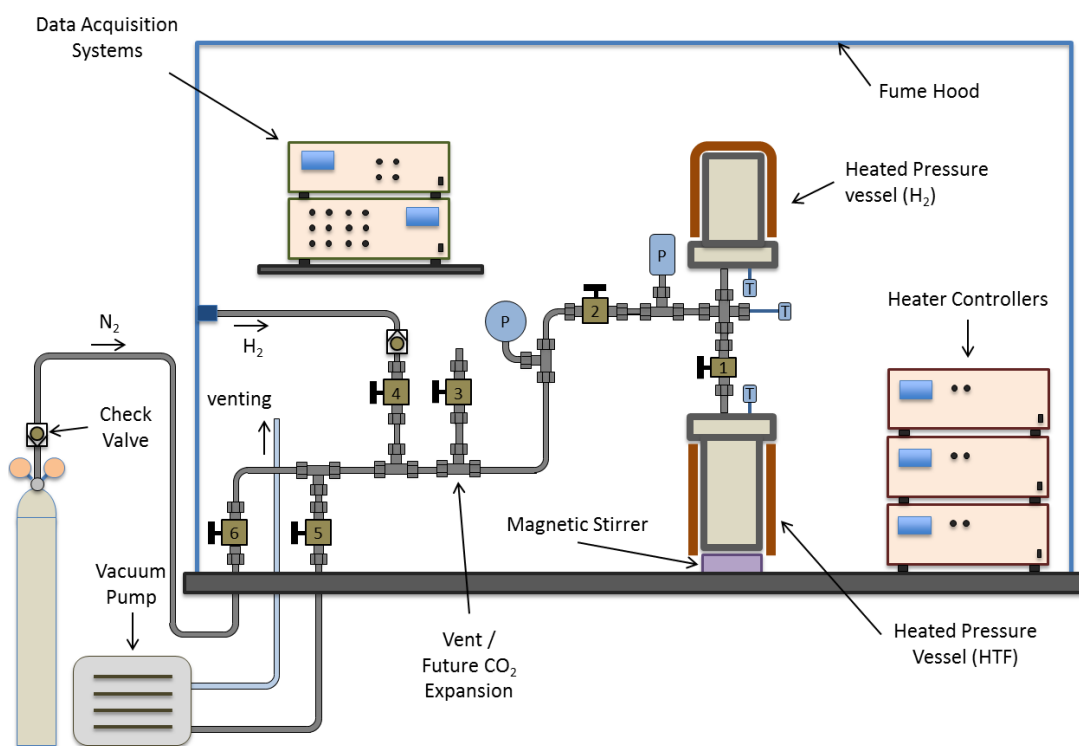 Data Acquisition
Systems
Fume Hood
Heated Pressure
vessel (H₂)
P
T
2
P
T
Heater Controllers
N₂
H₂
1
4
3
T
venting
Check
Valve
6
5
Magnetic Stirrer
Vacuum
Pump
Vent /
Future CO₂
Expansion
Heated Pressure
Vessel (HTF)